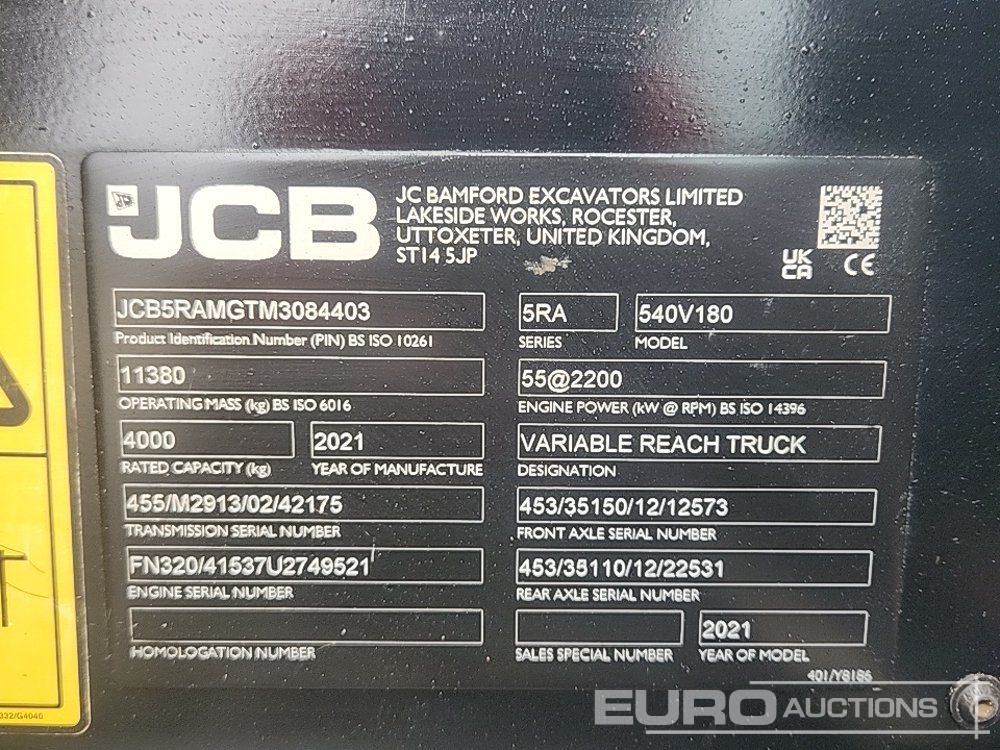 JCB
JC BAMFORD EXCAVATORS LIMITED
LAKESIDE WORKS, ROCESTER,
UTTOXETER, UNITED KINGDOM,
ST14 5JP
UK
CA
CE
JCB5RAMGTM3084403
Product Identification Number (PIN) BS ISO 10261
5RA
SERIES
540V180
MODEL
11380
OPERATING MASS (kg) BS ISO 6016
55@2200
ENGINE POWER (kW @ RPM) BS ISO 14396
4000
RATED CAPACITY (kg)
2021
YEAR OF MANUFACTURE
VARIABLE REACH TRUCK
DESIGNATION
455/M2913/02/42175
TRANSMISSION SERIAL NUMBER
453/35150/12/12573
FRONT AXLE SERIAL NUMBER
FN320/41537U2749521
ENGINE SERIAL NUMBER
453/35110/12/22531
REAR AXLE SERIAL NUMBER
HOMOLOGATION NUMBER
SALES SPECIAL NUMBER
2021
YEAR OF MODEL
401/Y8186
332/G4040
EURO AUCTIONS